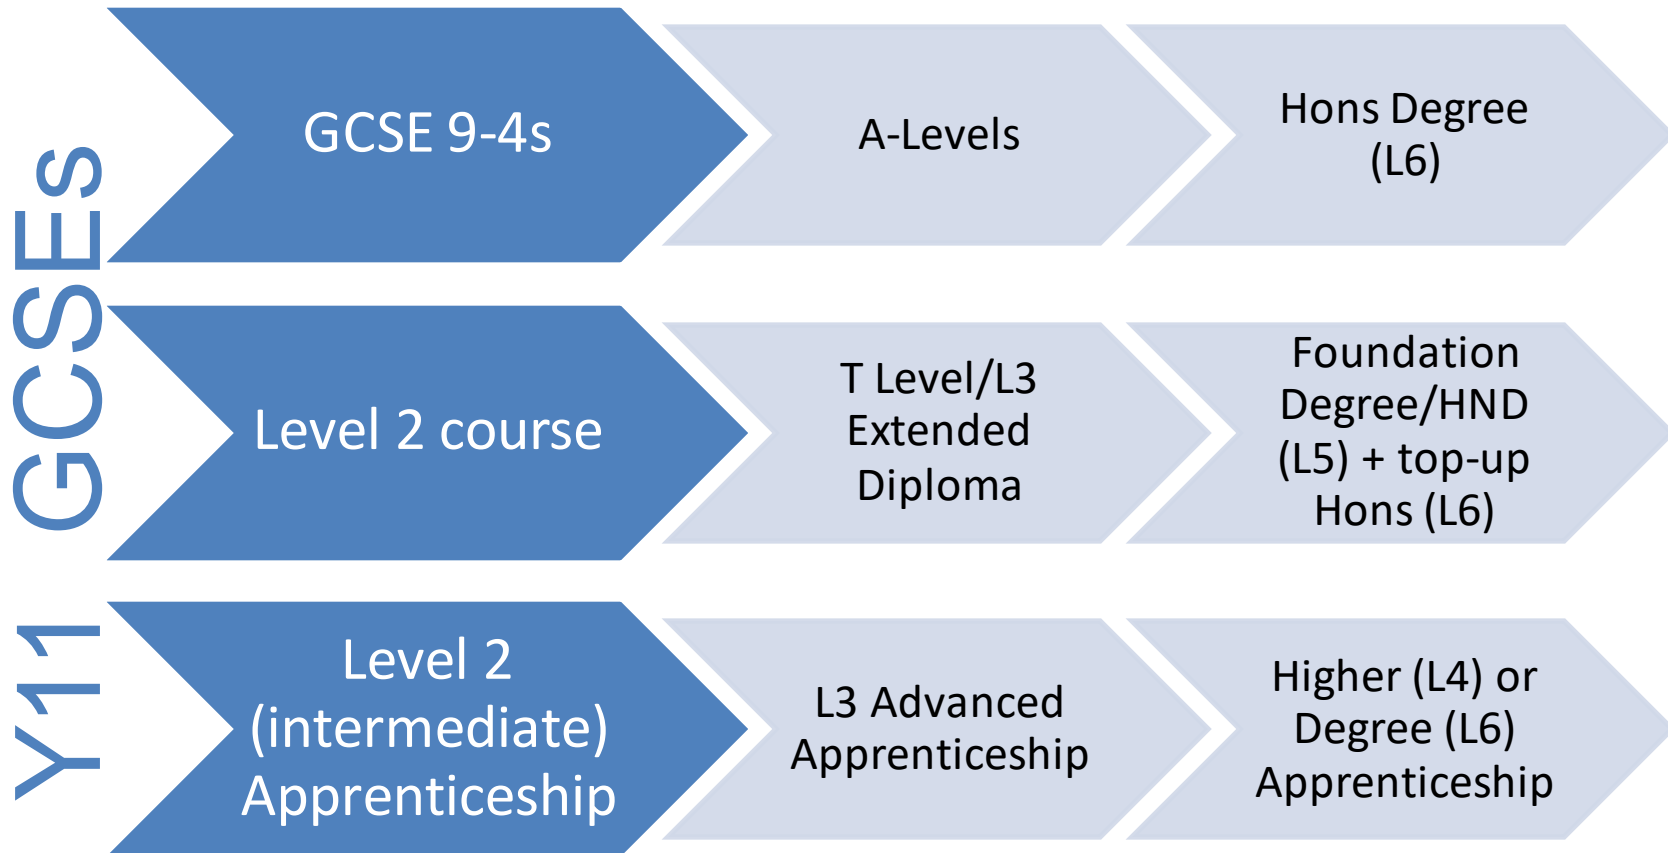 Y11 GCSEs
GCSE 9-4s
A-Levels
Hons Degree
(L6)
Level 2 course
T Level/L3
Extended
Diploma
Foundation
Degree/HND
(L5) + top-up
Hons (L6)
Level 2
(intermediate)
Apprenticeship
L3 Advanced
Apprenticeship
Higher (L4) or
Degree (L6)
Apprenticeship